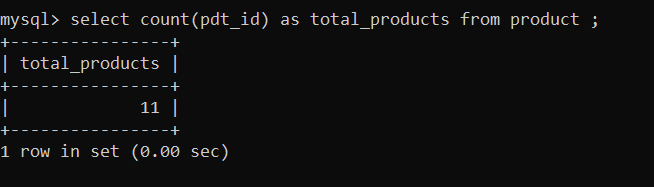 mysql> select count(pdt_id) as total_products from product ;
+----------------+
| total_products |
+----------------+
|             11 |
+----------------+
1 row in set (0.00 sec)